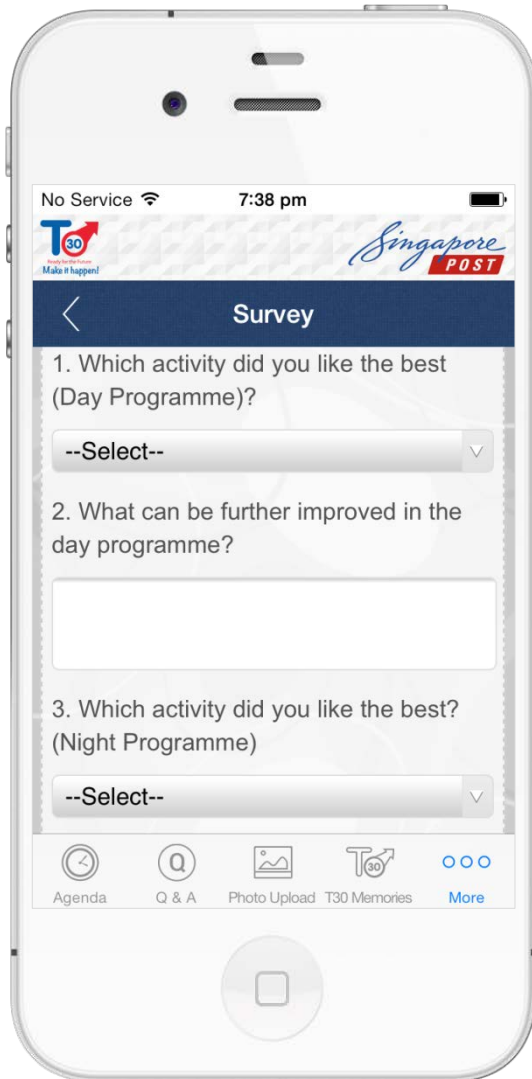 No Service 7:38 pm
T30
Ready for the Future
Make it happen!
Singapore
POST
Survey
1. Which activity did you like the best
(Day Programme)?
--Select--
2. What can be further improved in the
day programme?
3. Which activity did you like the best?
(Night Programme)
--Select--
Q
T30
Agenda Q & A Photo Upload T30 Memories More